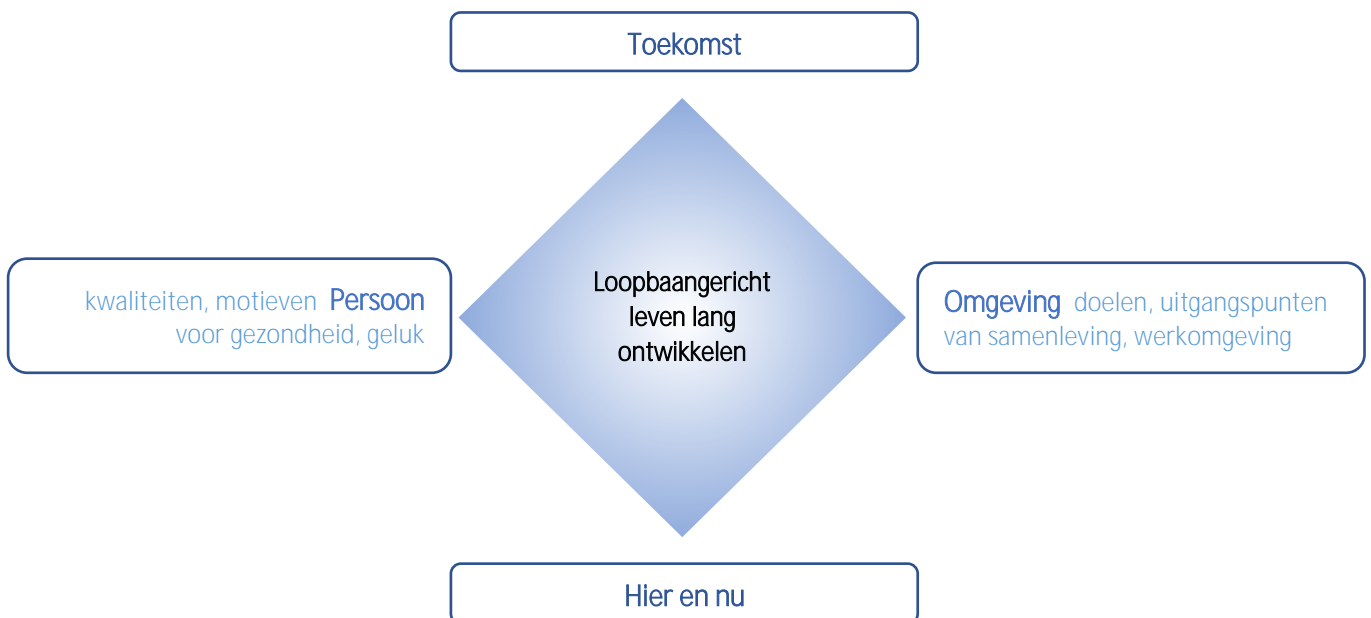 Toekomst
kwaliteiten, motieven Persoon
voor gezondheid, geluk
Loopbaangericht
leven lang
ontwikkelen
Omgeving doelen, uitgangspunten
van samenleving, werkomgeving
Hier en nu